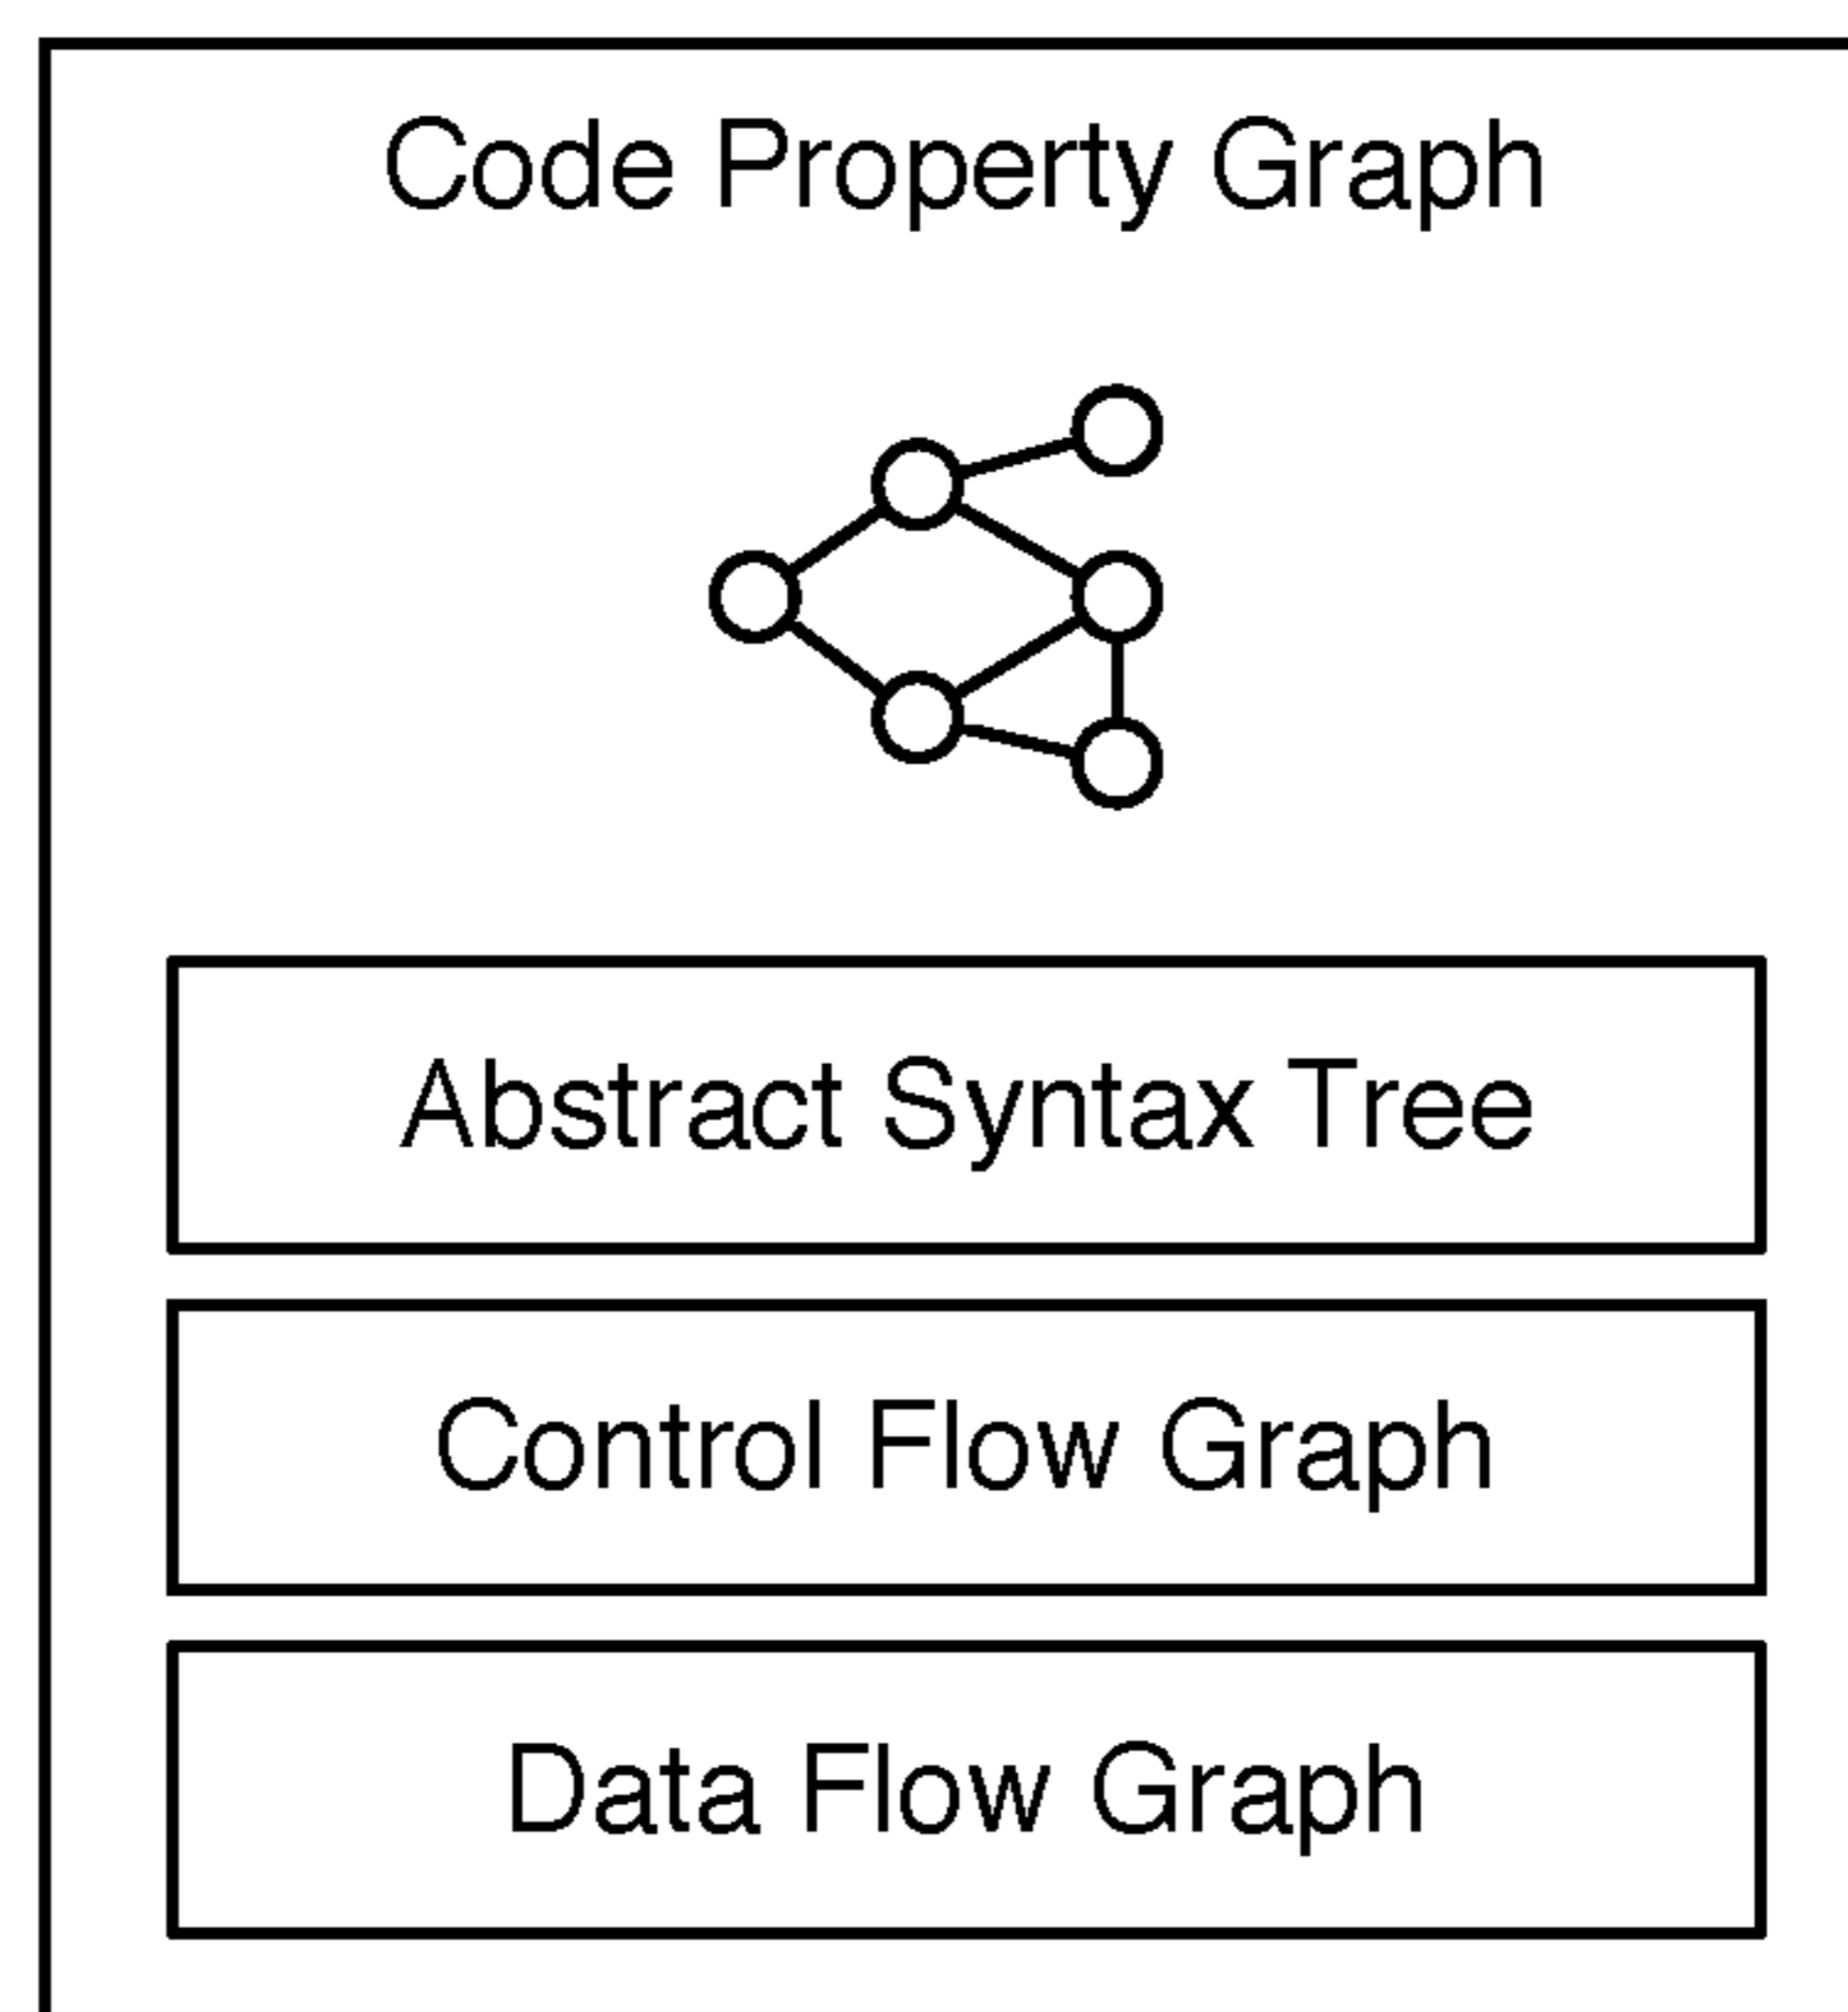 Code Property Graph
Abstract Syntax Tree
Control Flow Graph
Data Flow Graph